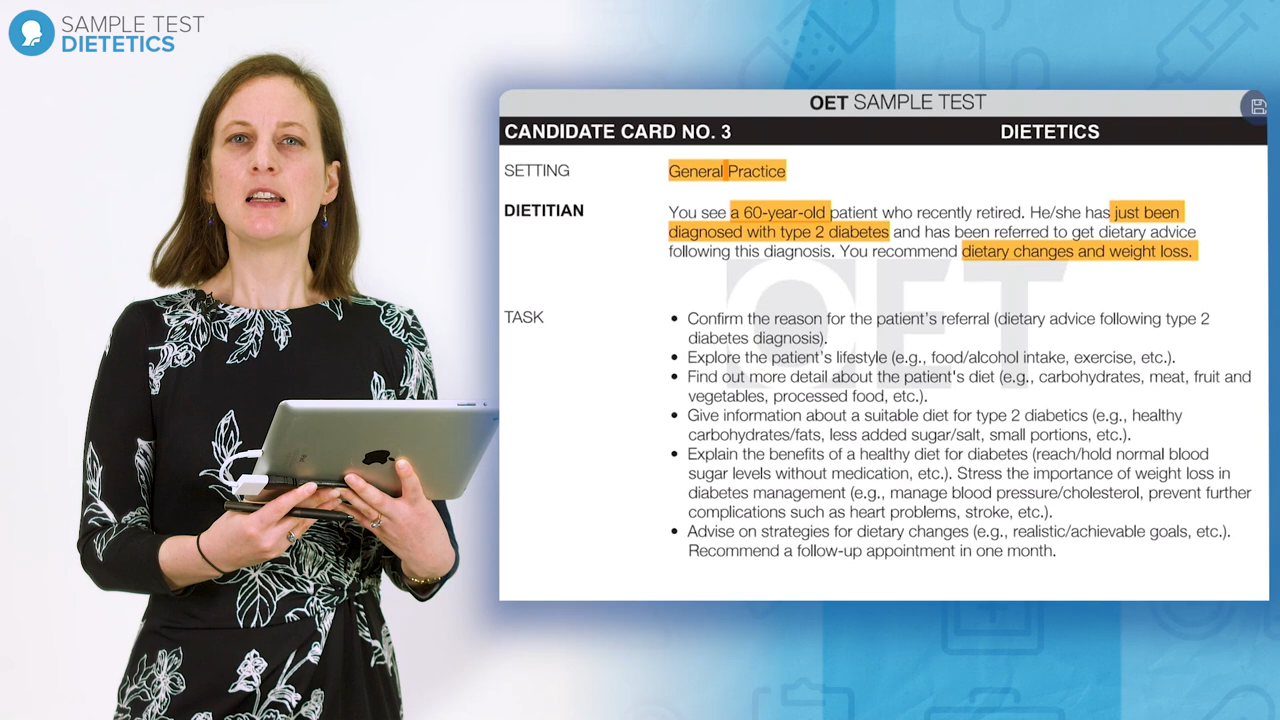 SAMPLE TEST
DIETETICS
OET SAMPLE TEST
CANDIDATE CARD NO. 3 DIETETICS
SETTING General Practice
DIETITIAN You see a 60-year-old patient who recently retired. He/she has just been
diagnosed with type 2 diabetes and has been referred to get dietary advice
following this diagnosis. You recommend dietary changes and weight loss.
OET
TASK • Confirm the reason for the patient's referral (dietary advice following type 2
diabetes diagnosis).
• Explore the patient's lifestyle (e.g., food/alcohol intake, exercise, etc.).
• Find out more detail about the patient's diet (e.g., carbohydrates, meat, fruit and
vegetables, processed food, etc.).
• Give information about a suitable diet for type 2 diabetics (e.g., healthy
carbohydrates/fats, less added sugar/salt, small portions, etc.).
• Explain the benefits of a healthy diet for diabetes (reach/hold normal blood
sugar levels without medication, etc.). Stress the importance of weight loss in
diabetes management (e.g., manage blood pressure/cholesterol, prevent further
complications such as heart problems, stroke, etc.).
• Advise on strategies for dietary changes (e.g., realistic/achievable goals, etc.).
Recommend a follow-up appointment in one month.